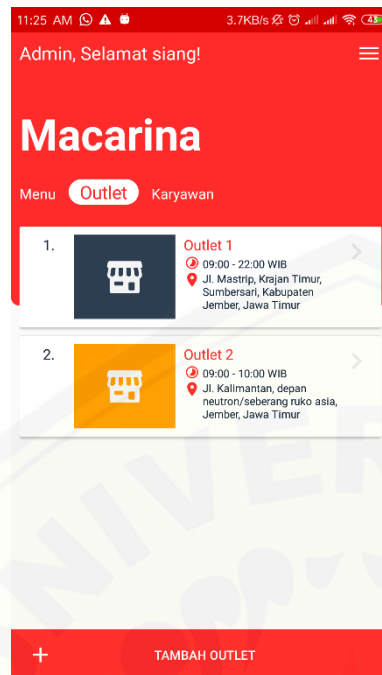 11:25 AM 3.7KB/s 43
Admin, Selamat siang!
Macarina
Menu Outlet Karyawan
1. Outlet 1
09:00 - 22:00 WIB
Jl. Mastrip, Krajan Timur,
Sumbersari, Kabupaten
Jember, Jawa Timur
2. Outlet 2
09:00 - 10:00 WIB
Jl. Kalimantan, depan
neutron/seberang ruko asia,
Jember, Jawa Timur
+ TAMBAH OUTLET